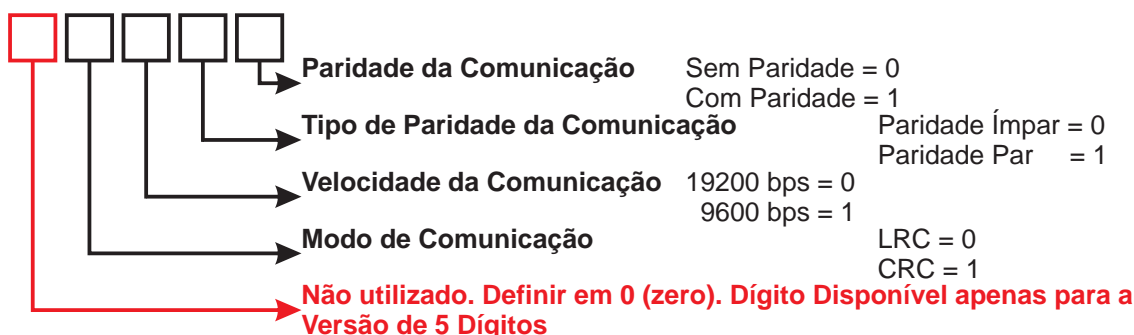 Paridade da Comunicação Sem Paridade = 0
Com Paridade = 1
Tipo de Paridade da Comunicação Paridade Ímpar = 0
Paridade Par = 1
Velocidade da Comunicação 19200 bps = 0
9600 bps = 1
Modo de Comunicação LRC = 0
CRC = 1
Não utilizado. Definir em 0 (zero). Dígito Disponível apenas para a
Versão de 5 Dígitos